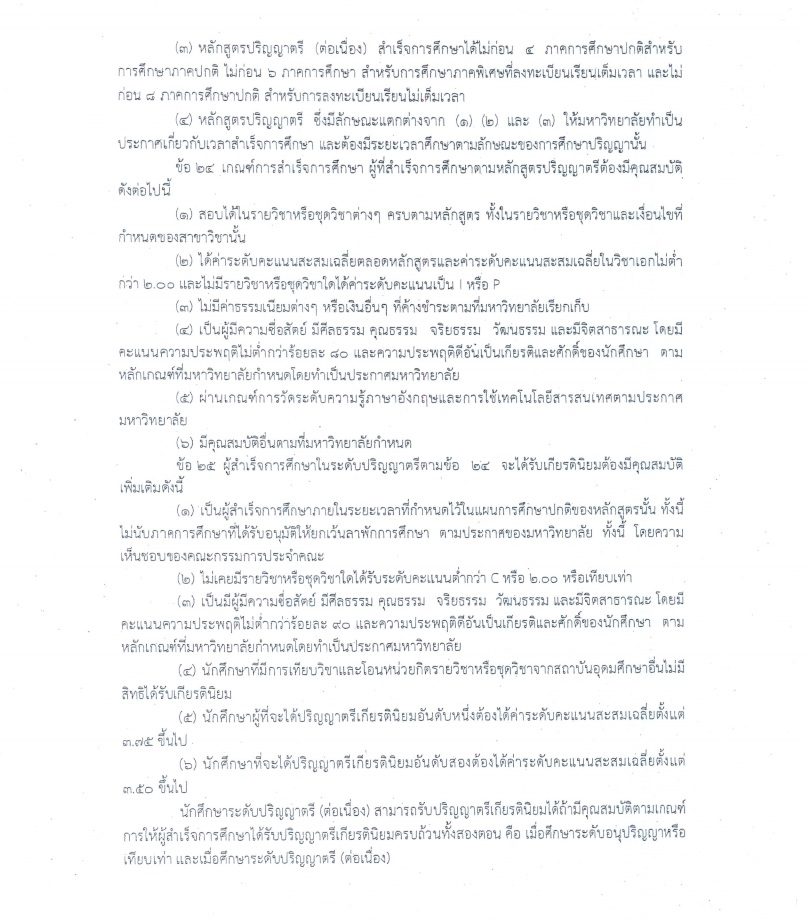 (๓) หลักสูตรปริญญาตรี (ต่อเนื่อง) สำเร็จการศึกษาได้ไม่ก่อน ๔ ภาคการศึกษาปกติสำหรับ
การศึกษาภาคปกติ ไม่ก่อน ๖ ภาคการศึกษา สำหรับการศึกษาภาคพิเศษที่ลงทะเบียนเรียนเต็มเวลา และไม่
ก่อน ๘ ภาคการศึกษาปกติ สำหรับการลงทะเบียนเรียนไม่เต็มเวลา
(๔) หลักสูตรปริญญาตรี ซึ่งมีลักษณะแตกต่างจาก (๑) (๒) และ (๓) ให้มหาวิทยาลัยทำเป็น
ประกาศเกี่ยวกับเวลาสำเร็จการศึกษา และต้องมีระยะเวลาศึกษาตามลักษณะของการศึกษาปริญญานั้น
ข้อ ๒๔ เกณฑ์การสำเร็จการศึกษา ผู้ที่สำเร็จการศึกษาตามหลักสูตรปริญญาตรีต้องมีคุณสมบัติ
ดังต่อไปนี้
(๑) สอบได้ในรายวิชาหรือชุดวิชาต่างๆ ครบตามหลักสูตร ทั้งในรายวิชาหรือชุดวิชาและเงื่อนไขที่
กำหนดของสาขาวิชานั้น
(๒) ได้ค่าระดับคะแนนสะสมเฉลี่ยตลอดหลักสูตรและค่าระดับคะแนนสะสมเฉลี่ยในวิชาเอกไม่ต่ำ
กว่า ๒.๐๐ และไม่มีรายวิชาหรือชุดวิชาใดได้ค่าระดับคะแนนเป็น I หรือ P
(๓) ไม่มีค่าธรรมเนียมต่างๆ หรือเงินอื่นๆ ที่ค้างชำระตามที่มหาวิทยาลัยเรียกเก็บ
(๔) เป็นผู้มีความซื่อสัตย์ มีศีลธรรม คุณธรรม จริยธรรม วัฒนธรรม และมีจิตสาธารณะ โดยมี
คะแนนความประพฤติไม่ต่ำกว่าร้อยละ ๘๐ และความประพฤติดีอันเป็นเกียรติและศักดิ์ของนักศึกษา ตาม
หลักเกณฑ์ที่มหาวิทยาลัยกำหนดโดยทำเป็นประกาศมหาวิทยาลัย
(๕) ผ่านเกณฑ์การวัดระดับความรู้ภาษาอังกฤษและการใช้เทคโนโลยีสารสนเทศตามประกาศ
มหาวิทยาลัย
(๖) มีคุณสมบัติอื่นตามที่มหาวิทยาลัยกำหนด
ข้อ ๒๕ ผู้สำเร็จการศึกษาในระดับปริญญาตรีตามข้อ ๒๔ จะได้รับเกียรตินิยมต้องมีคุณสมบัติ
เพิ่มเติมดังนี้
(๑) เป็นผู้สำเร็จการศึกษาภายในระยะเวลาที่กำหนดไว้ในแผนการศึกษาปกติของหลักสูตรนั้น ทั้งนี้
ไม่นับภาคการศึกษาที่ได้รับอนุมัติให้ยกเว้นลาพักการศึกษา ตามประกาศของมหาวิทยาลัย ทั้งนี้ โดยความ
เห็นชอบของคณะกรรมการประจำคณะ
(๒) ไม่เคยมีรายวิชาหรือชุดวิชาใดได้รับระดับคะแนนต่ำกว่า C หรือ ๒.๐๐ หรือเทียบเท่า
(๓) เป็นมีผู้มีความซื่อสัตย์ มีศีลธรรม คุณธรรม จริยธรรม วัฒนธรรม และมีจิตสาธารณะ โดยมี
คะแนนความประพฤติไม่ต่ำกว่าร้อยละ ๙๐ และความประพฤติดีอันเป็นเกียรติและศักดิ์ของนักศึกษา ตาม
หลักเกณฑ์ที่มหาวิทยาลัยกำหนดโดยทำเป็นประกาศมหาวิทยาลัย
(๔) นักศึกษาที่มีการเทียบวิชาและโอนหน่วยกิตรายวิชาหรือชุดวิชาจากสถาบันอุดมศึกษาอื่นไม่มี
สิทธิได้รับเกียรตินิยม
(๕) นักศึกษาผู้ที่จะได้ปริญญาตรีเกียรตินิยมอันดับหนึ่งต้องได้ค่าระดับคะแนนสะสมเฉลี่ยตั้งแต่
๓.๗๕ ขึ้นไป
(๖) นักศึกษาที่จะได้ปริญญาตรีเกียรตินิยมอันดับสองต้องได้ค่าระดับคะแนนสะสมเฉลี่ยตั้งแต่
๓.๕๐ ขึ้นไป
นักศึกษาระดับปริญญาตรี (ต่อเนื่อง) สามารถรับปริญญาตรีเกียรตินิยมได้ถ้ามีคุณสมบัติตามเกณฑ์
การให้ผู้สำเร็จการศึกษาได้รับปริญญาตรีเกียรตินิยมครบถ้วนทั้งสองตอน คือ เมื่อศึกษาระดับอนุปริญญาหรือ
เทียบเท่า และเมื่อศึกษาระดับปริญญาตรี (ต่อเนื่อง)